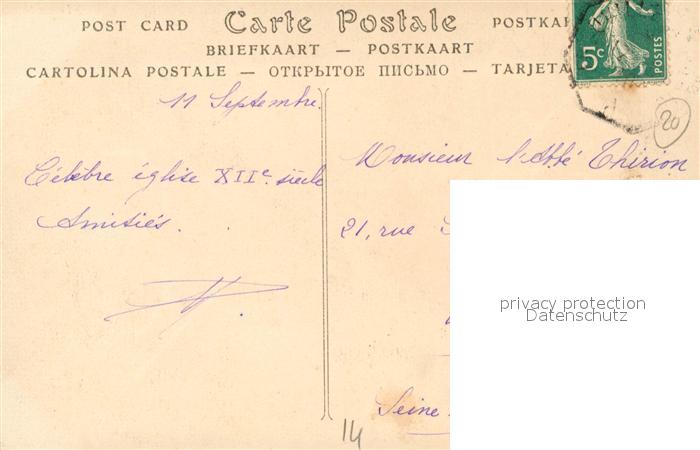 POST CARD Carte Postale POSTKAR
BRIEFKAART — POSTKAART
CARTOLINA POSTALE — ОТКРЫТОЕ ПИСЬМО — TARJETA
5c
POSTES
20
11 Septembre.
Célèbre église XIIe siècle
Amitiés.
Monsieur l'Abbé Thirion
21, rue
privacy protection
Datenschutz
Seine
14